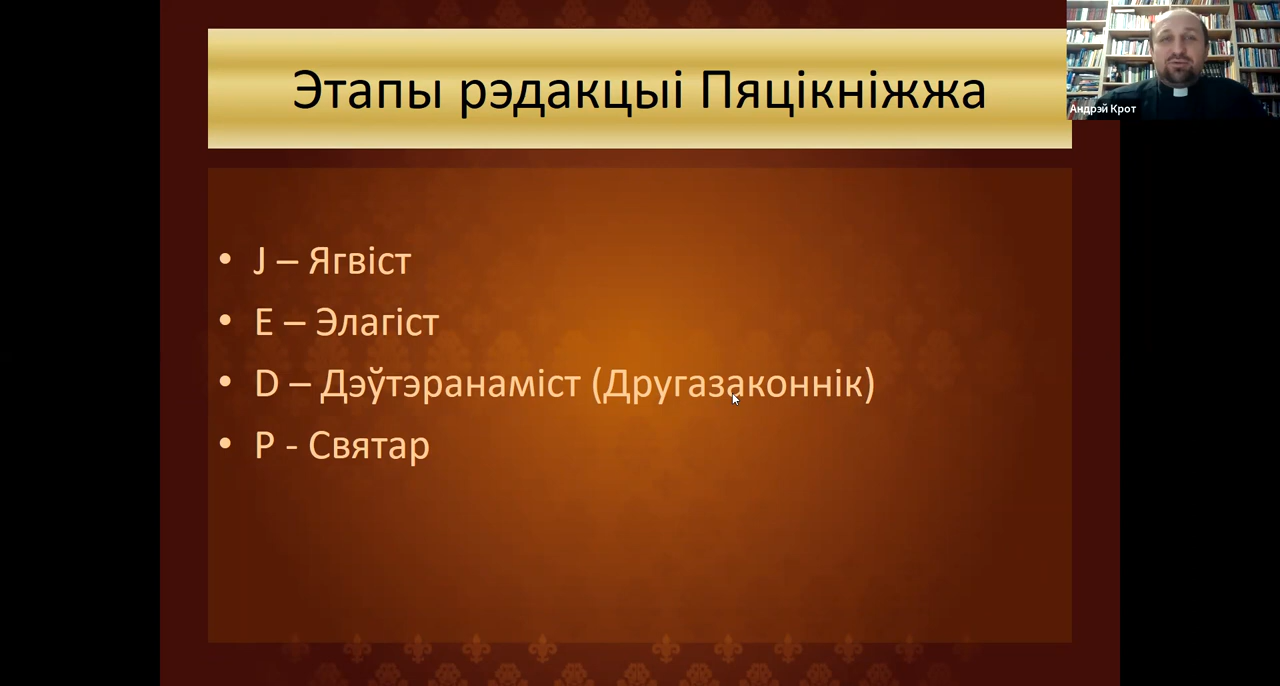 Этапы рэдакцыі Пяцікніжжа
Андрэй Крот
• J – Ягвіст
• E – Элагіст
• D – Дэўтэранаміст (Другазаконнік)
• P - Святар